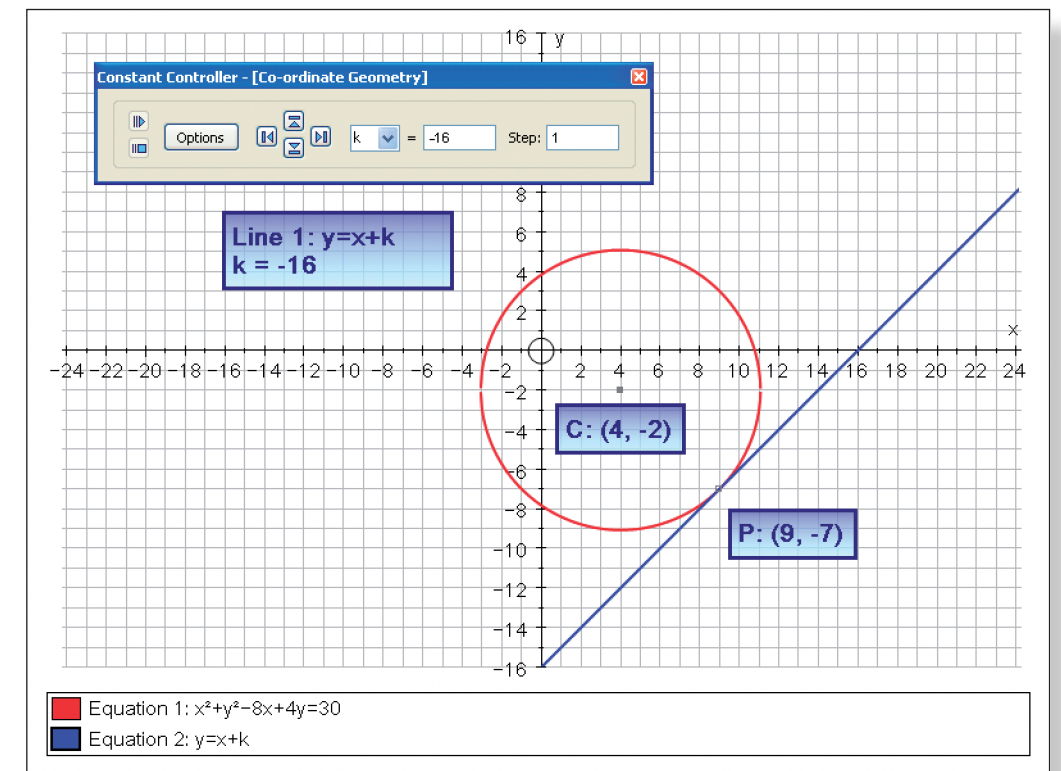 16 y
Constant Controller - [Co-ordinate Geometry]
Options k = -16 Step: 1
8
Line 1: y=x+k
k = -16
6
4
2
x
-24 -22 -20 -18 -16 -14 -12 -10 -8 -6 -4 -2 2 4 6 8 10 12 14 16 18 20 22 24
-2
C: (4, -2)
-4
-6
-8
P: (9, -7)
-10
-12
-14
-16
Equation 1: x²+y²−8x+4y=30
Equation 2: y=x+k